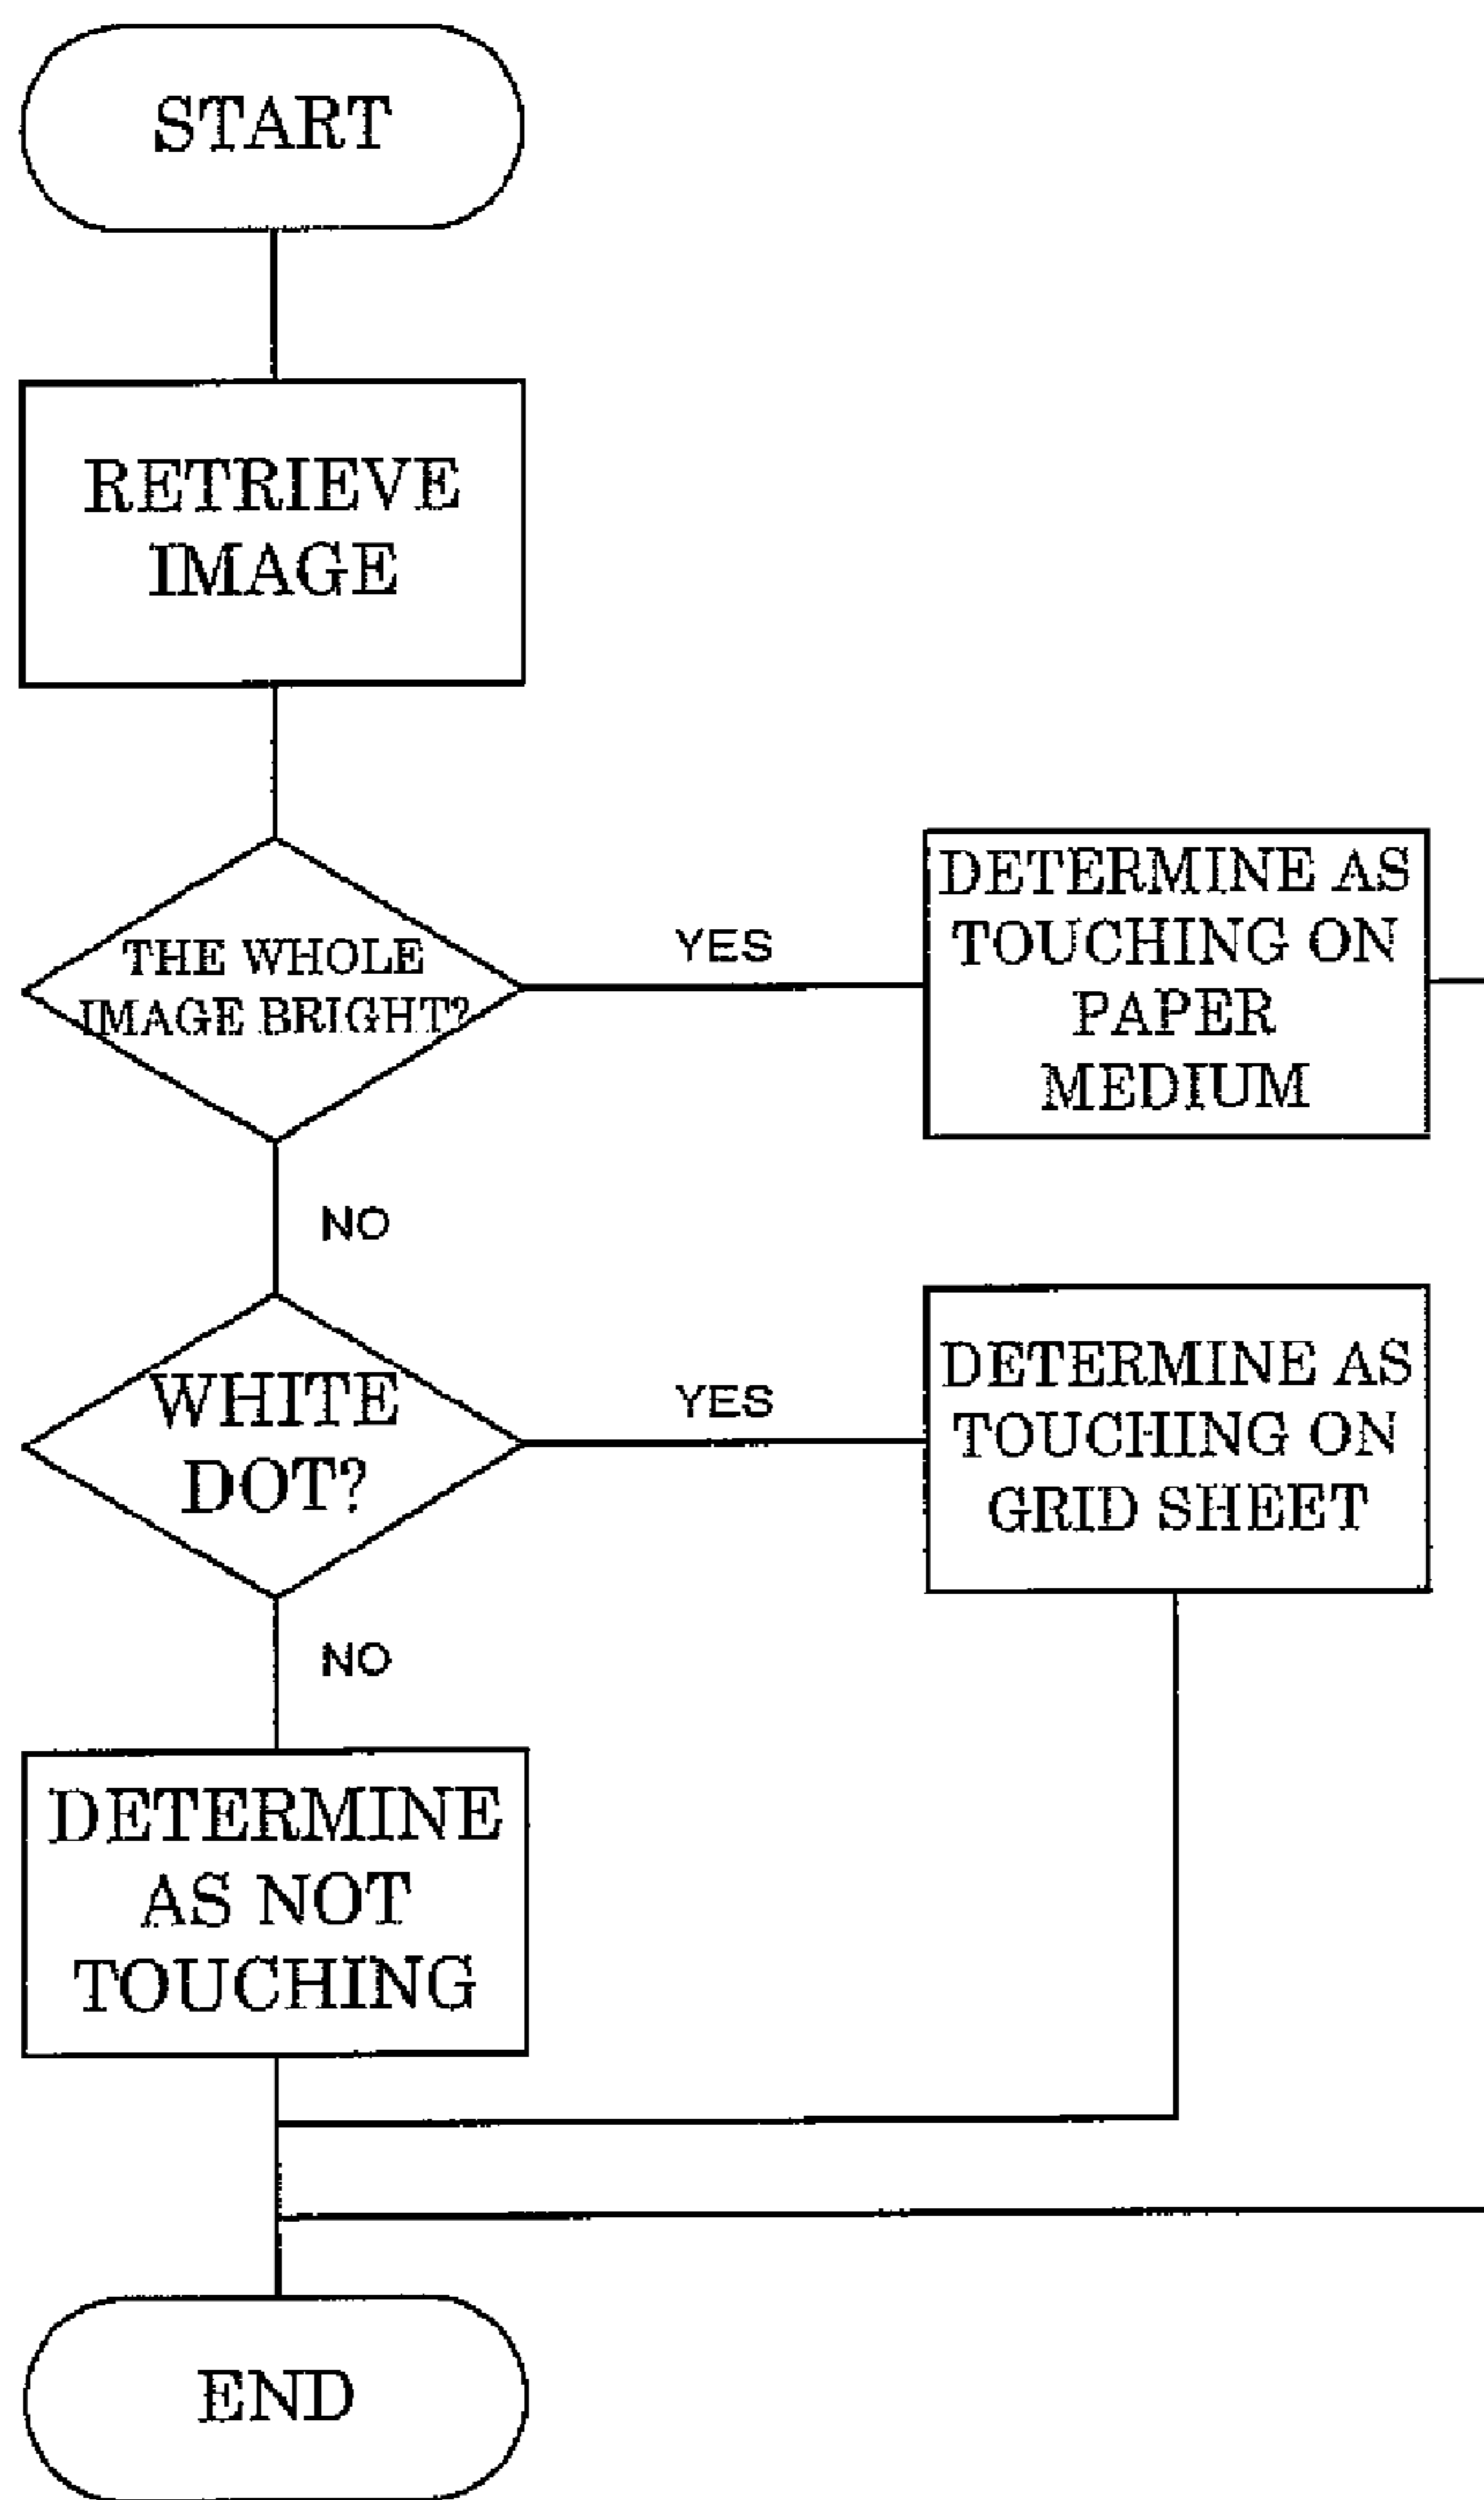 START
RETRIEVE
IMAGE
THE WHOLE
IMAGE BRIGHT?
YES
DETERMINE AS
TOUCHING ON
PAPER
MEDIUM
NO
WHITE
DOT?
YES
DETERMINE AS
TOUCHING ON
GRID SHEET
NO
DETERMINE
AS NOT
TOUCHING
END